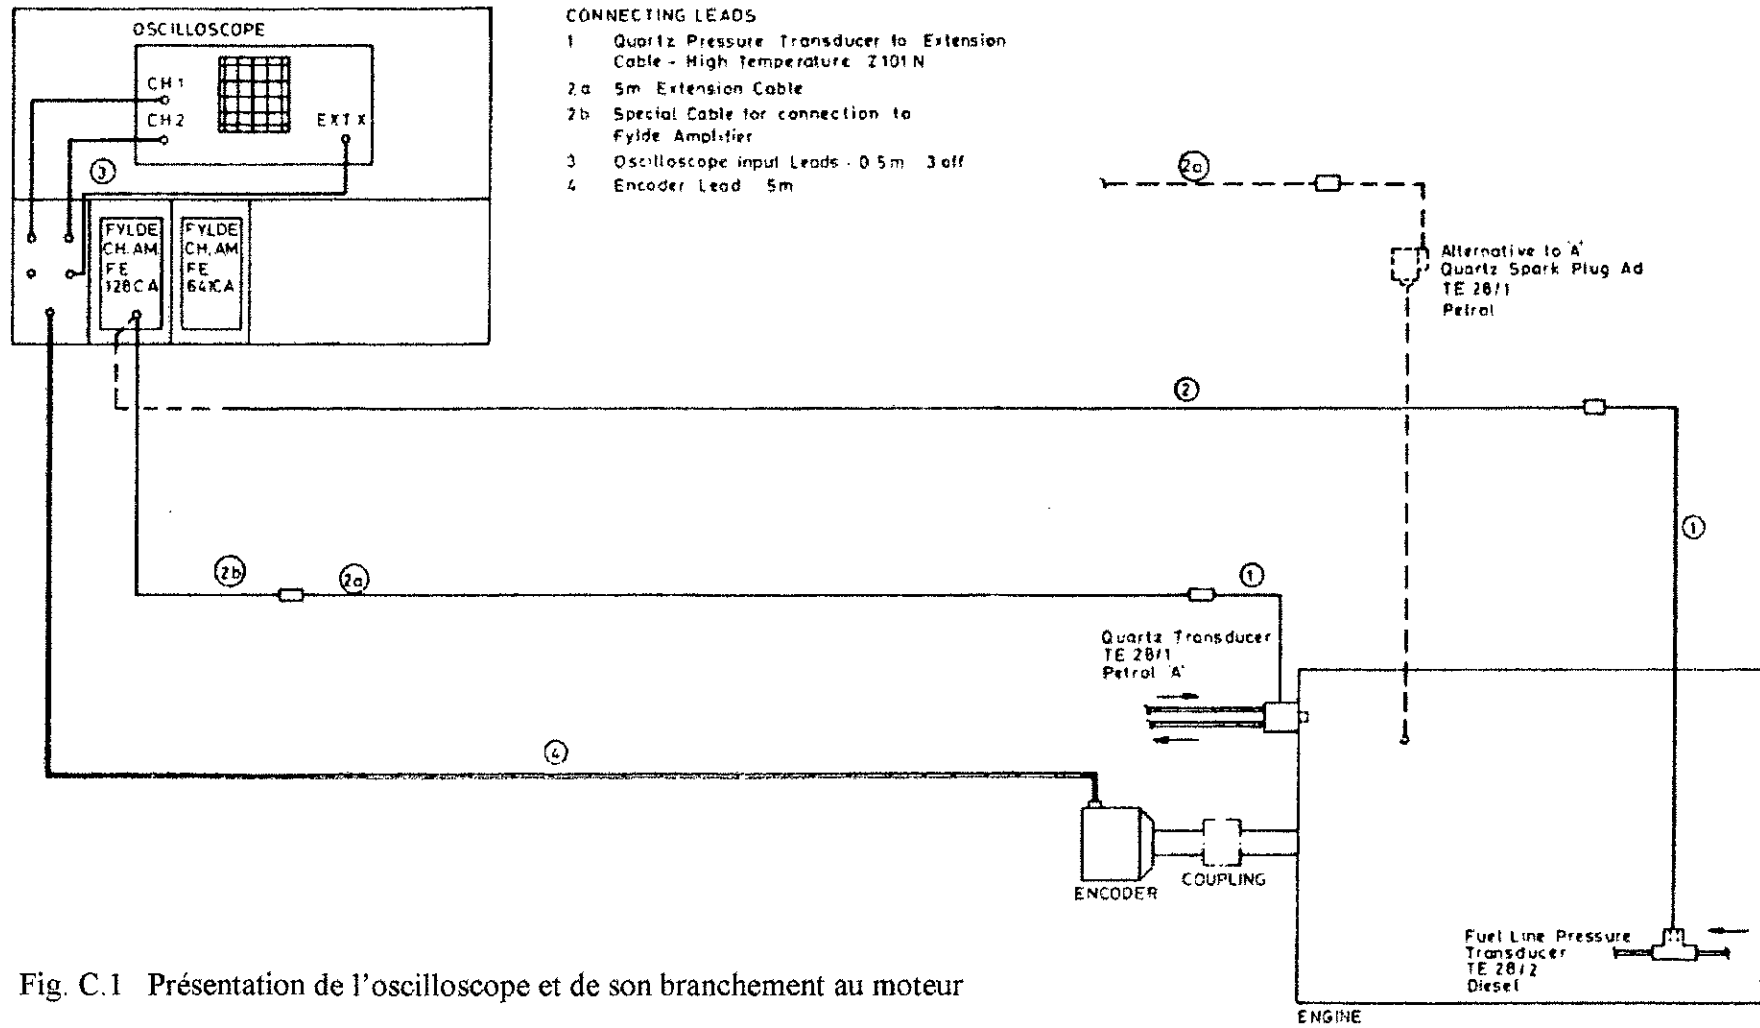 OSCILLOSCOPE
CH 1
CH 2
EXT X
3
FYLDE
CH. AM
FE
128CA
FYLDE
CH. AM
FE
641CA
CONNECTING LEADS
1 Quartz Pressure Transducer to Extension
Cable - High Temperature Z101N
2a 5m Extension Cable
2b Special Cable for connection to
Fylde Amplifier
3 Oscilloscope input Leads - 0.5m 3 off
4 Encoder Lead 5m
2a
Alternative to 'A'
Quartz Spark Plug Ad
TE 28/1
Petrol
2
1
2b
2a
1
Quartz Transducer
TE 28/1
Petrol 'A'
4
ENCODER
COUPLING
Fuel Line Pressure
Transducer
TE 28/2
Diesel
ENGINE
Fig. C.1 Présentation de l'oscilloscope et de son branchement au moteur